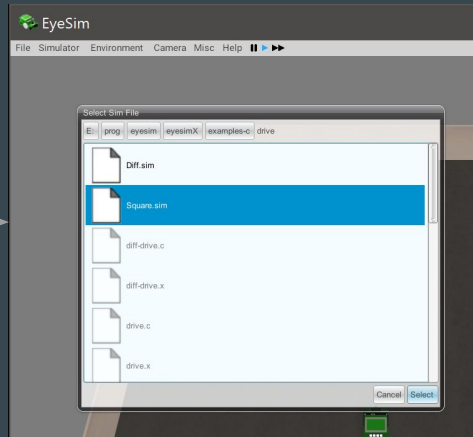 EyeSim
File Simulator Environment Camera Misc Help
Select Sim File
E: prog eyesim eyesimX examples-c drive
Diff.sim
Square.sim
diff-drive.c
diff-drive.x
drive.c
drive.x
Cancel Select